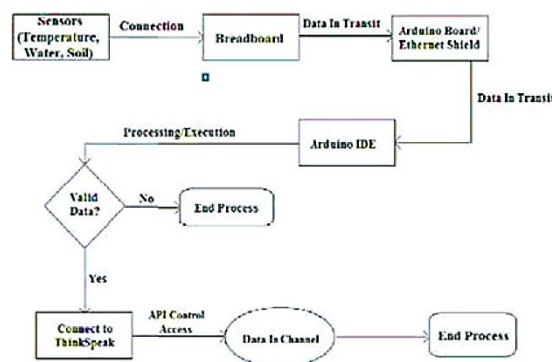 Sensors
(Temperature,
Water, Soil)
Connection
Breadboard
Data In Transit
Arduino Board/
Ethernet Shield
Data In Transit
Arduino IDE
Processing/Execution
Valid
Data?
No
End Process
Yes
Connect to
ThinkSpeak
API Control
Access
Data In Channel
End Process